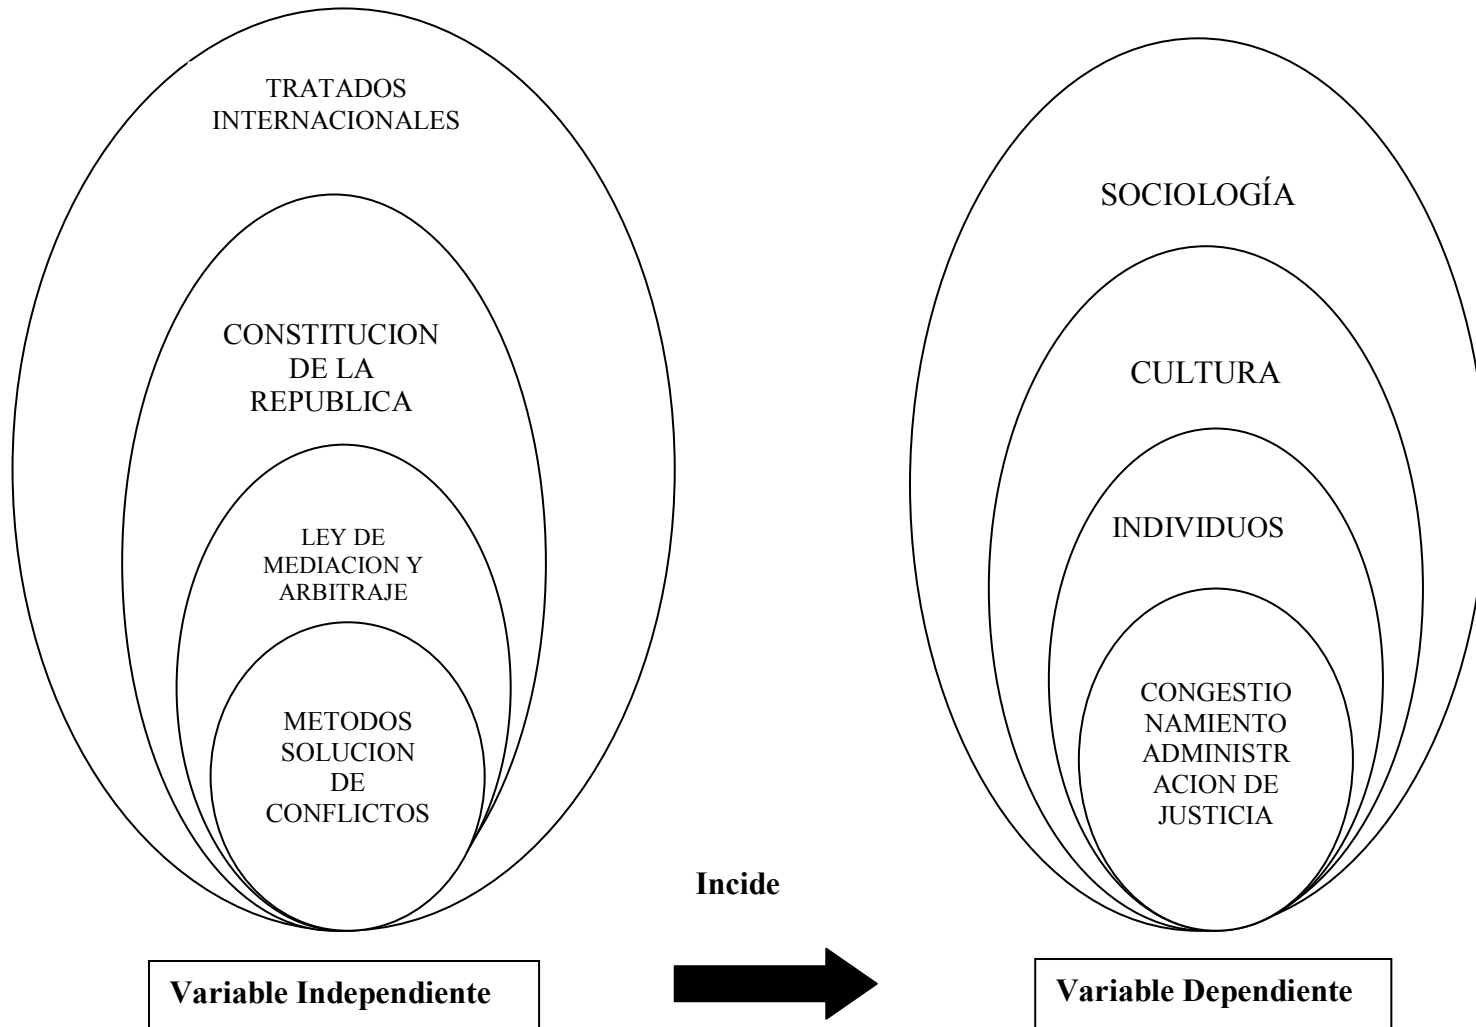 TRATADOS
INTERNACIONALES
CONSTITUCION
DE LA
REPUBLICA
LEY DE
MEDIACION Y
ARBITRAJE
METODOS
SOLUCION
DE
CONFLICTOS
Variable Independiente
Incide
SOCIOLOGÍA
CULTURA
INDIVIDUOS
CONGESTIO
NAMIENTO
ADMINISTR
ACION DE
JUSTICIA
Variable Dependiente